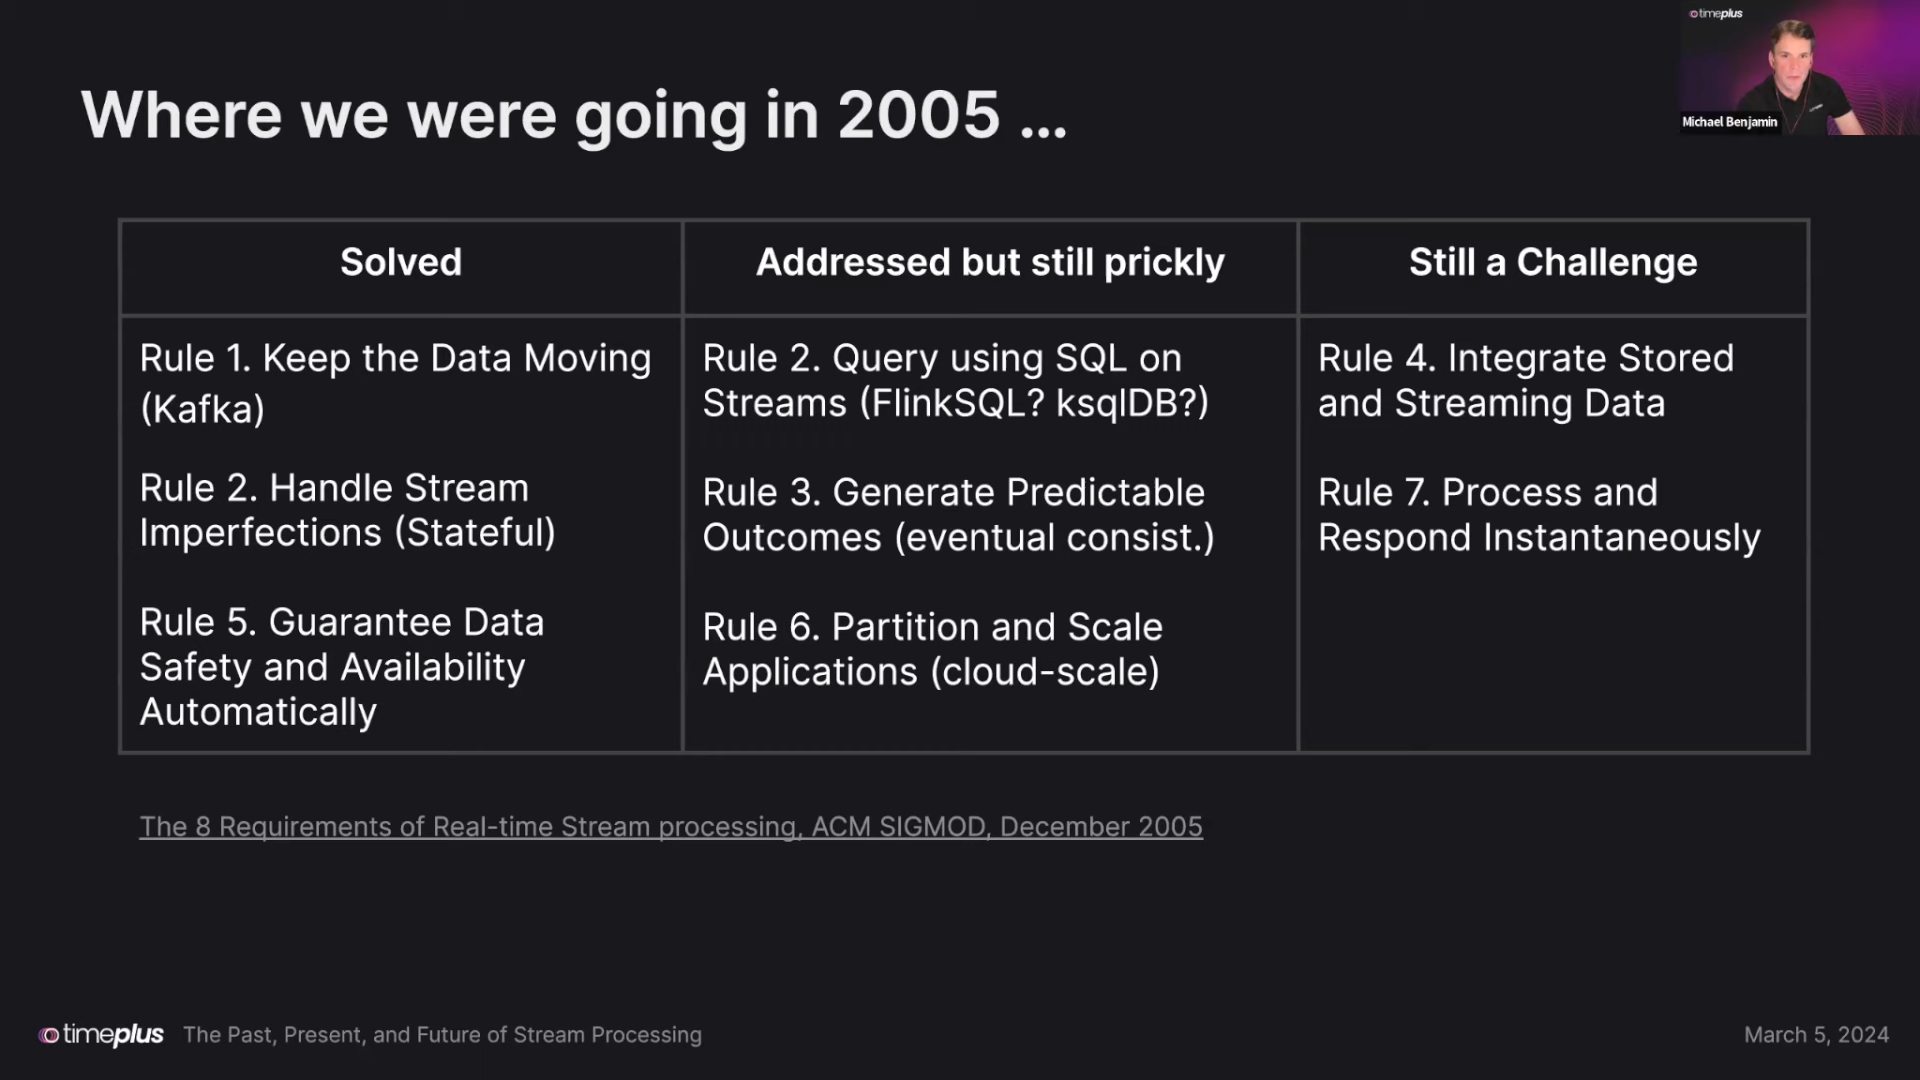 timeplus
Michael Benjamin
Where we were going in 2005 ...
Solved
Addressed but still prickly
Still a Challenge
Rule 1. Keep the Data Moving
(Kafka)
Rule 2. Handle Stream
Imperfections (Stateful)
Rule 5. Guarantee Data
Safety and Availability
Automatically
Rule 2. Query using SQL on
Streams (FlinkSQL? ksqlDB?)
Rule 3. Generate Predictable
Outcomes (eventual consist.)
Rule 6. Partition and Scale
Applications (cloud-scale)
Rule 4. Integrate Stored
and Streaming Data
Rule 7. Process and
Respond Instantaneously
The 8 Requirements of Real-time Stream processing, ACM SIGMOD, December 2005
timeplus
The Past, Present, and Future of Stream Processing
March 5, 2024